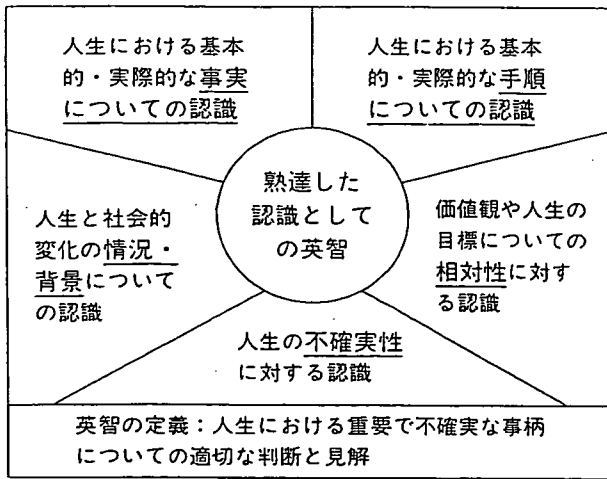 人生における基本
的・実際的な事実
についての認識
人生における基本
的・実際的な手順
についての認識
熟達した
認識として
の英智
人生と社会的
変化の情況・
背景について
の認識
価値観や人生の
目標についての
相対性に対す
る認識
人生の不確実性
に対する認識
英智の定義：人生における重要で不確実な事柄
についての適切な判断と見解